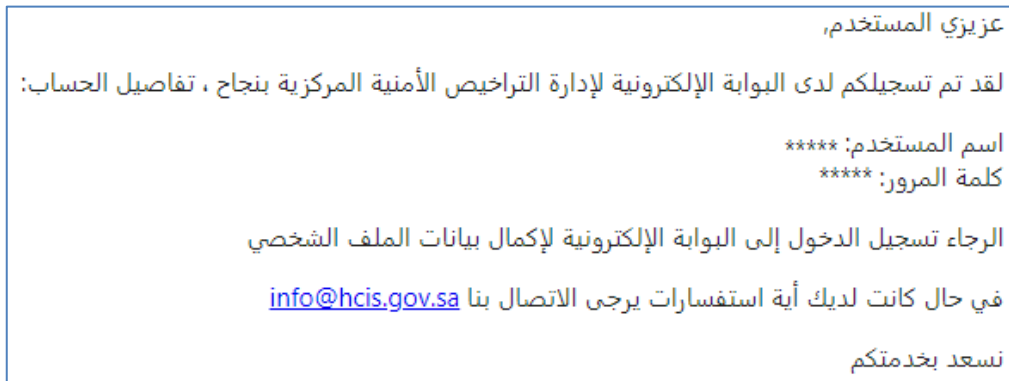 عزيزي المستخدم,
لقد تم تسجيلكم لدى البوابة الإلكترونية لإدارة التراخيص الأمنية المركزية بنجاح ، تفاصيل الحساب:
اسم المستخدم: *****
كلمة المرور: *****
الرجاء تسجيل الدخول إلى البوابة الإلكترونية لإكمال بيانات الملف الشخصي
في حال كانت لديك أية استفسارات يرجى الاتصال بنا info@hcis.gov.sa
نسعد بخدمتكم